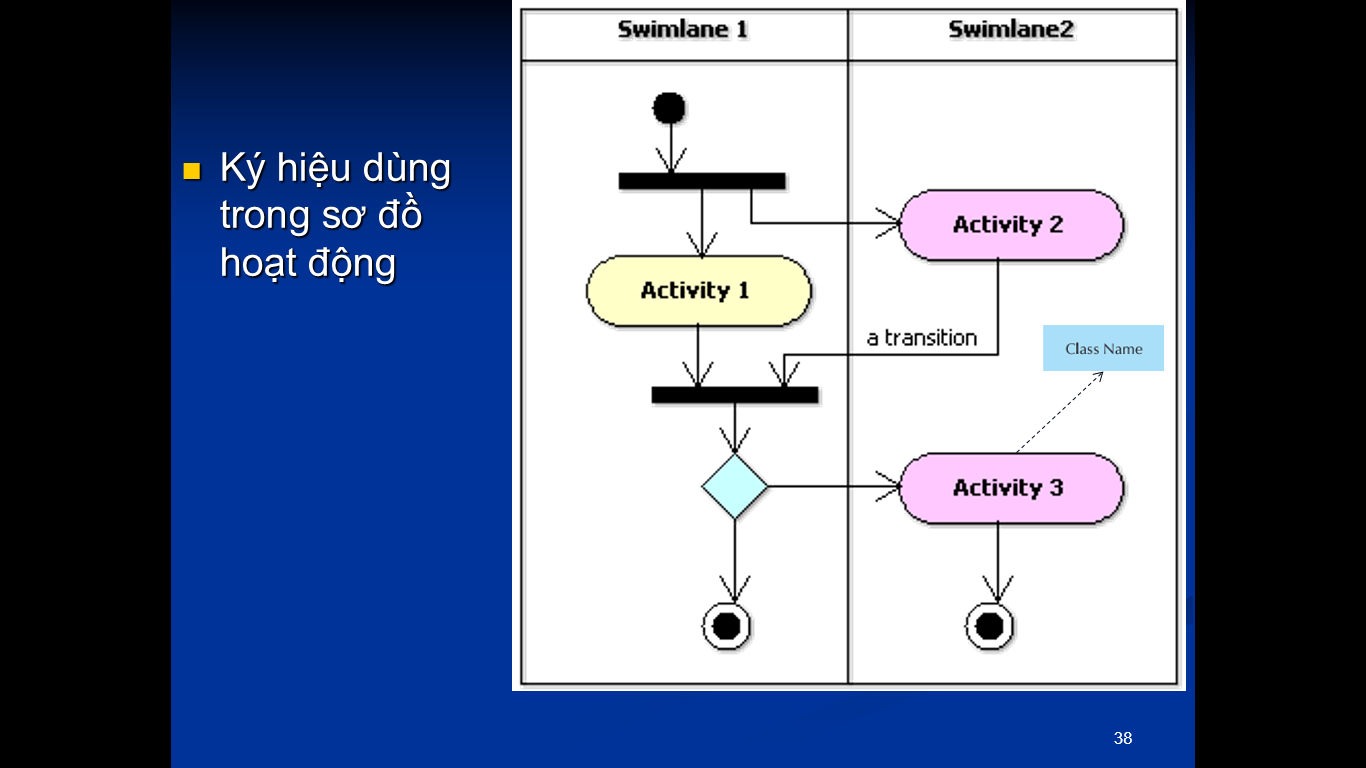 Ký hiệu dùng
trong sơ đồ
hoạt động
Swimlane 1
Swimlane2
Activity 2
Activity 1
a transition
Class Name
Activity 3
38